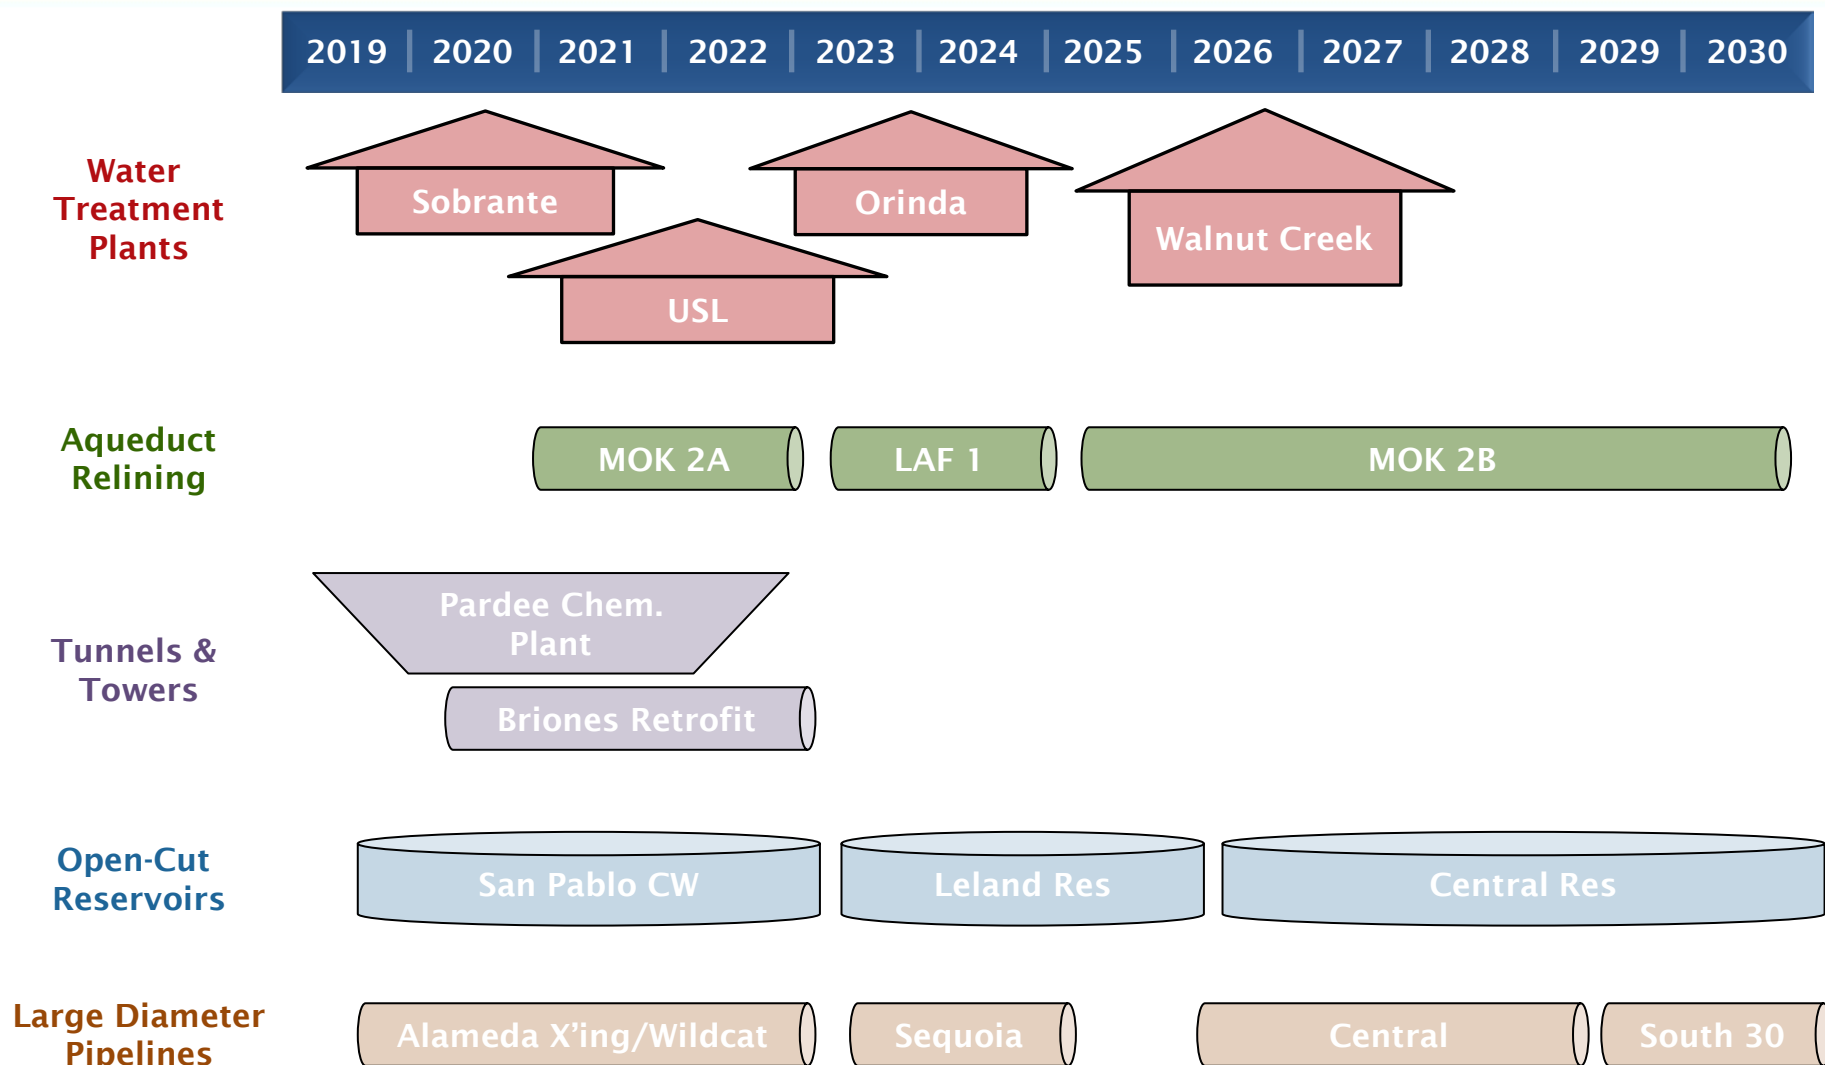 2019 | 2020 | 2021 | 2022 | 2023 | 2024 | 2025 | 2026 | 2027 | 2028 | 2029 | 2030
Water
Treatment
Plants
Sobrante
Orinda
Walnut Creek
USL
Aqueduct
Relining
MOK 2A
LAF 1
MOK 2B
Tunnels &
Towers
Pardee Chem.
Plant
Briones Retrofit
Open-Cut
Reservoirs
San Pablo CW
Leland Res
Central Res
Large Diameter
Pipelines
Alameda X’ing/Wildcat
Sequoia
Central
South 30